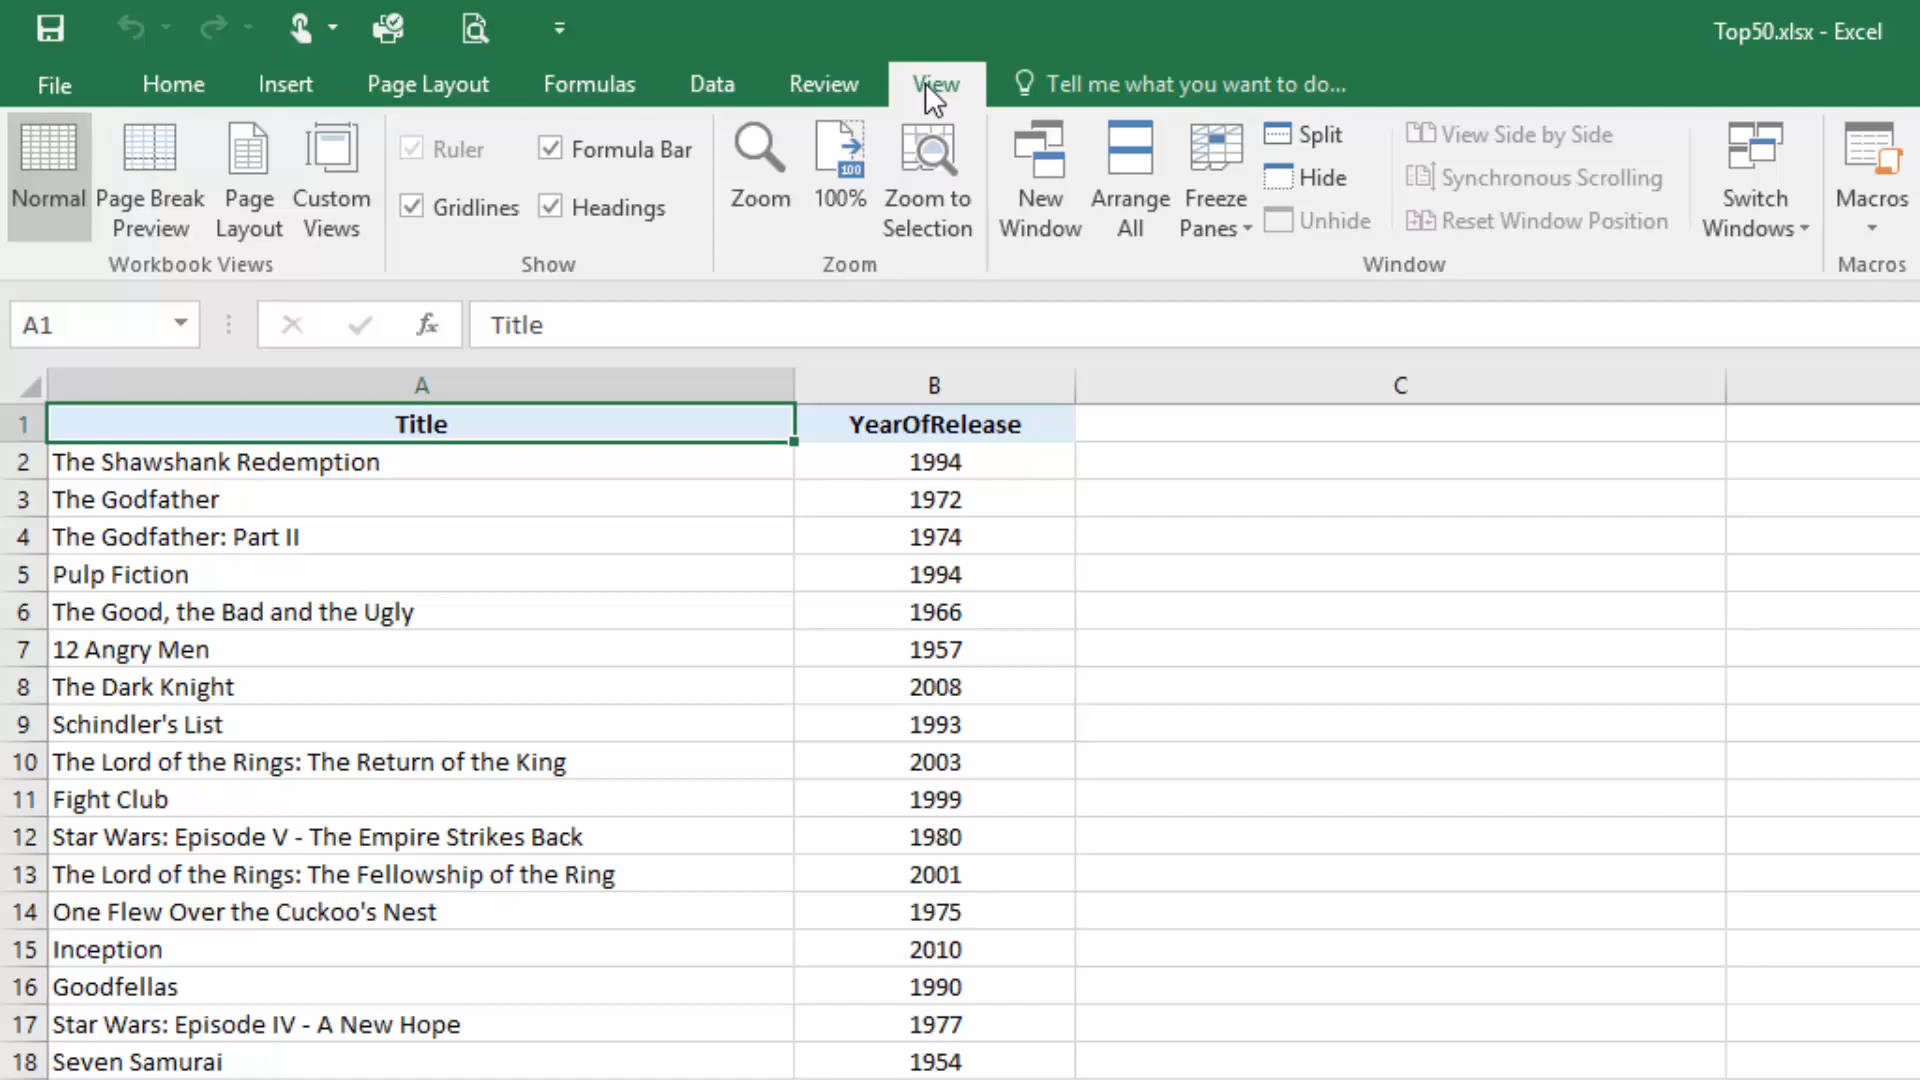 Top50.xlsx - Excel
File Home Insert Page Layout Formulas Data Review View Tell me what you want to do...
Normal
Page Break
Preview
Page
Layout
Custom
Views
Workbook Views
Ruler
Formula Bar
Gridlines
Headings
Show
Zoom
100
100%
Zoom to
Selection
Zoom
New
Window
Arrange
All
Freeze
Panes
Split
Hide
Unhide
View Side by Side
Synchronous Scrolling
Reset Window Position
Switch
Windows
Window
Macros
Macros
A1 fx Title
A B C
1 Title YearOfRelease
2 The Shawshank Redemption 1994
3 The Godfather 1972
4 The Godfather: Part II 1974
5 Pulp Fiction 1994
6 The Good, the Bad and the Ugly 1966
7 12 Angry Men 1957
8 The Dark Knight 2008
9 Schindler's List 1993
10 The Lord of the Rings: The Return of the King 2003
11 Fight Club 1999
12 Star Wars: Episode V - The Empire Strikes Back 1980
13 The Lord of the Rings: The Fellowship of the Ring 2001
14 One Flew Over the Cuckoo's Nest 1975
15 Inception 2010
16 Goodfellas 1990
17 Star Wars: Episode IV - A New Hope 1977
18 Seven Samurai 1954